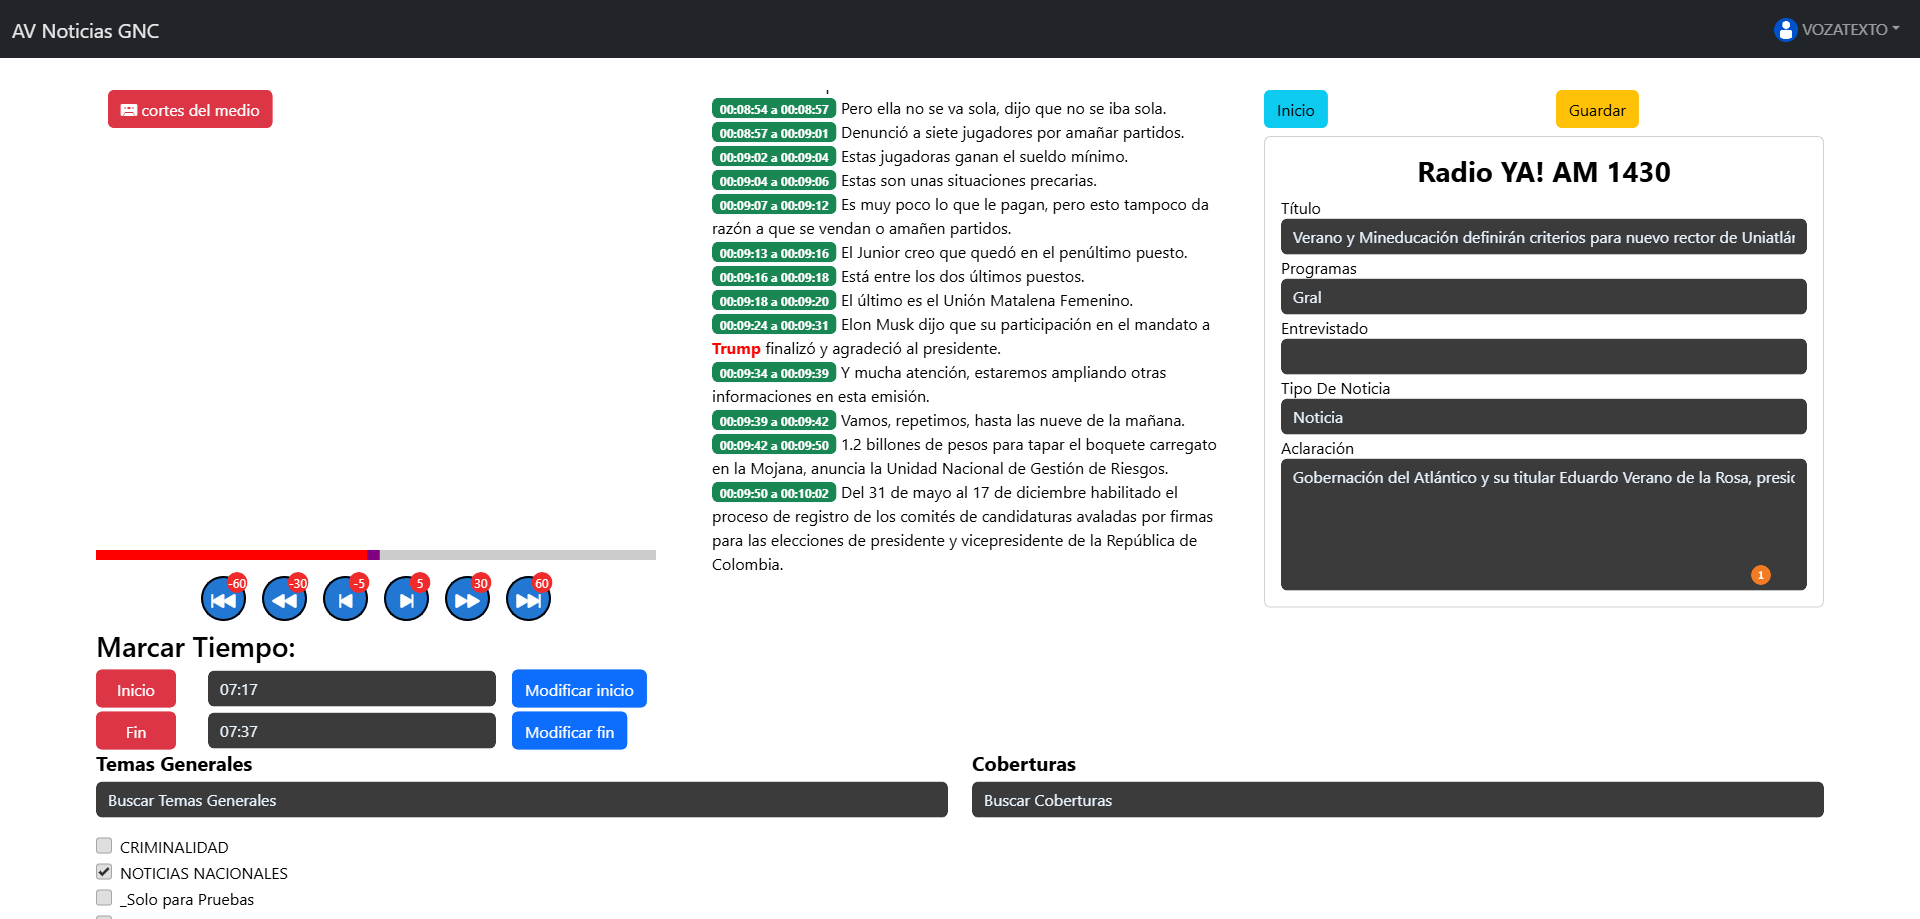 AV Noticias GNC
VOZATEXTO
cortes del medio
00:08:54 a 00:08:57 Pero ella no se va sola, dijo que no se iba sola.
00:08:57 a 00:09:01 Denunció a siete jugadores por amañar partidos.
00:09:02 a 00:09:04 Estas jugadoras ganan el sueldo mínimo.
00:09:04 a 00:09:06 Estas son unas situaciones precarias.
00:09:07 a 00:09:12 Es muy poco lo que le pagan, pero esto tampoco da
razón a que se vendan o amañen partidos.
00:09:13 a 00:09:16 El Junior creo que quedó en el penúltimo puesto.
00:09:16 a 00:09:18 Está entre los dos últimos puestos.
00:09:18 a 00:09:20 El último es el Unión Matalena Femenino.
00:09:24 a 00:09:31 Elon Musk dijo que su participación en el mandato a
Trump finalizó y agradeció al presidente.
00:09:34 a 00:09:39 Y mucha atención, estaremos ampliando otras
informaciones en esta emisión.
00:09:39 a 00:09:42 Vamos, repetimos, hasta las nueve de la mañana.
00:09:42 a 00:09:50 1.2 billones de pesos para tapar el boquete carregato
en la Mojana, anuncia la Unidad Nacional de Gestión de Riesgos.
00:09:50 a 00:10:02 Del 31 de mayo al 17 de diciembre habilitado el
proceso de registro de los comités de candidaturas avaladas por firmas
para las elecciones de presidente y vicepresidente de la República de
Colombia.
Inicio
Guardar
Radio YA! AM 1430
Título
Verano y Mineducación definirán criterios para nuevo rector de Uniatlán
Programas
Gral
Entrevistado
Tipo De Noticia
Noticia
Aclaración
Gobernación del Atlántico y su titular Eduardo Verano de la Rosa, presid
1
-60
-30
-5
5
30
60
Marcar Tiempo:
Inicio
07:17
Modificar inicio
Fin
07:37
Modificar fin
Temas Generales
Buscar Temas Generales
CRIMINALIDAD
NOTICIAS NACIONALES
_Solo para Pruebas
Coberturas
Buscar Coberturas